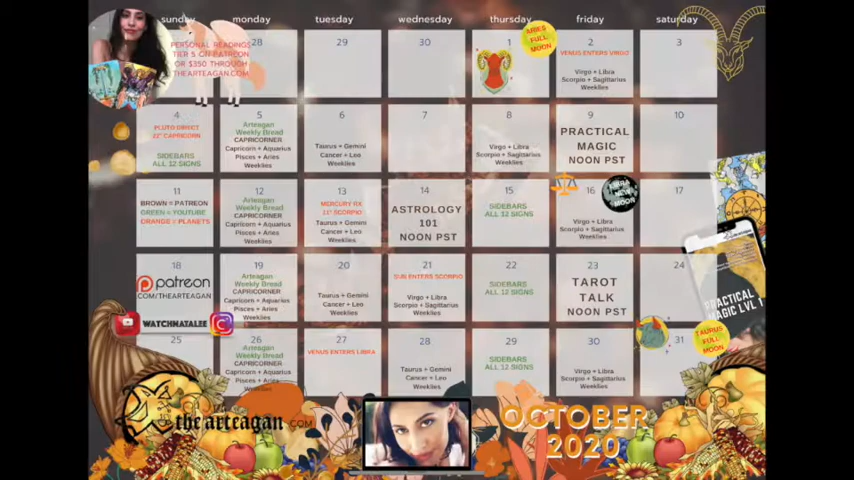 sunday monday tuesday wednesday thursday friday saturday
PERSONAL READINGS
TIER 5 ON PATREON
OR $350 THROUGH
THEARTEAGAN.COM
28 29 30 1 2 3
ARIES
FULL
MOON
VENUS ENTERS VIRGO
Virgo + Libra
Scorpio + Sagittarius
Weeklies
4 5 6 7 8 9 10
PLUTO DIRECT
22° CAPRICORN
SIDEBARS
ALL 12 SIGNS
Arteagan
Weekly Bread
CAPRICORNER
Capricorn + Aquarius
Pisces + Aries
Weeklies
Taurus + Gemini
Cancer + Leo
Weeklies
Virgo + Libra
Scorpio + Sagittarius
Weeklies
PRACTICAL
MAGIC
NOON PST
11 12 13 14 15 16 17
BROWN = PATREON
GREEN = YOUTUBE
ORANGE = PLANETS
Arteagan
Weekly Bread
CAPRICORNER
Capricorn + Aquarius
Pisces + Aries
Weeklies
MERCURY RX
11° SCORPIO
Taurus + Gemini
Cancer + Leo
Weeklies
ASTROLOGY
101
NOON PST
SIDEBARS
ALL 12 SIGNS
LIBRA
NEW
MOON
Virgo + Libra
Scorpio + Sagittarius
Weeklies
18 19 20 21 22 23 24
patreon
COM/THEARTEAGAN
Arteagan
Weekly Bread
CAPRICORNER
Capricorn + Aquarius
Pisces + Aries
Weeklies
Taurus + Gemini
Cancer + Leo
Weeklies
SUN ENTERS SCORPIO
Virgo + Libra
Scorpio + Sagittarius
Weeklies
SIDEBARS
ALL 12 SIGNS
TAROT
TALK
NOON PST
PRACTICAL
MAGIC LVL 1
WATCHNATALEE
25 26 27 28 29 30 31
Arteagan
Weekly Bread
CAPRICORNER
Capricorn + Aquarius
Pisces + Aries
Weeklies
VENUS ENTERS LIBRA
Taurus + Gemini
Cancer + Leo
Weeklies
SIDEBARS
ALL 12 SIGNS
Virgo + Libra
Scorpio + Sagittarius
Weeklies
TAURUS
FULL
MOON
thearteagan.COM
OCTOBER
2020